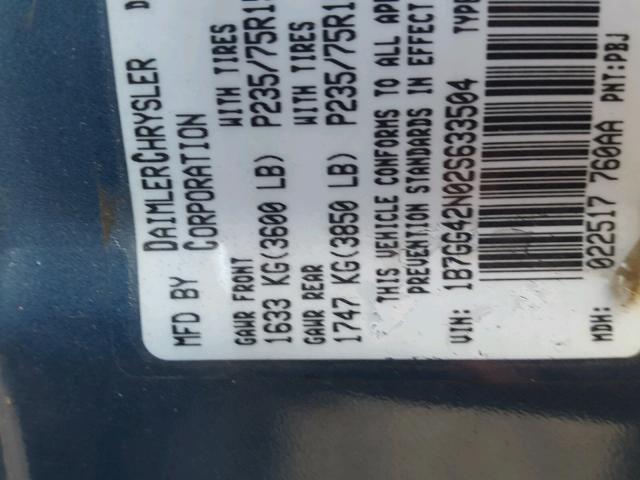 MFD BY DAIMLERCHRYSLER D
CORPORATION
GAWR FRONT WITH TIRES
1633 KG(3600 LB) P235/75R15
GAWR REAR WITH TIRES
1747 KG(3850 LB) P235/75R1
THIS VEHICLE CONFORMS TO ALL APP
PREVENTION STANDARDS IN EFFECT
VIN: 1B7GG42N02S633504 TYPE
MDH: 022517 760AA PNT:PBJ